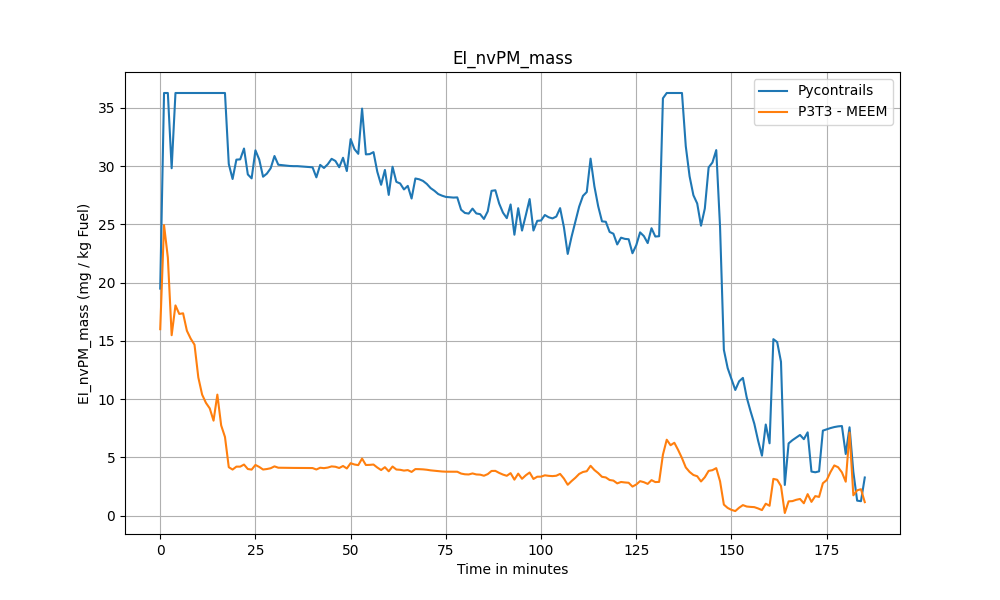 EI_nvPM_mass
Pycontrails
P3T3 - MEEM
EI_nvPM_mass (mg / kg Fuel)
35
30
25
20
15
10
5
0
0 25 50 75 100 125 150 175
Time in minutes